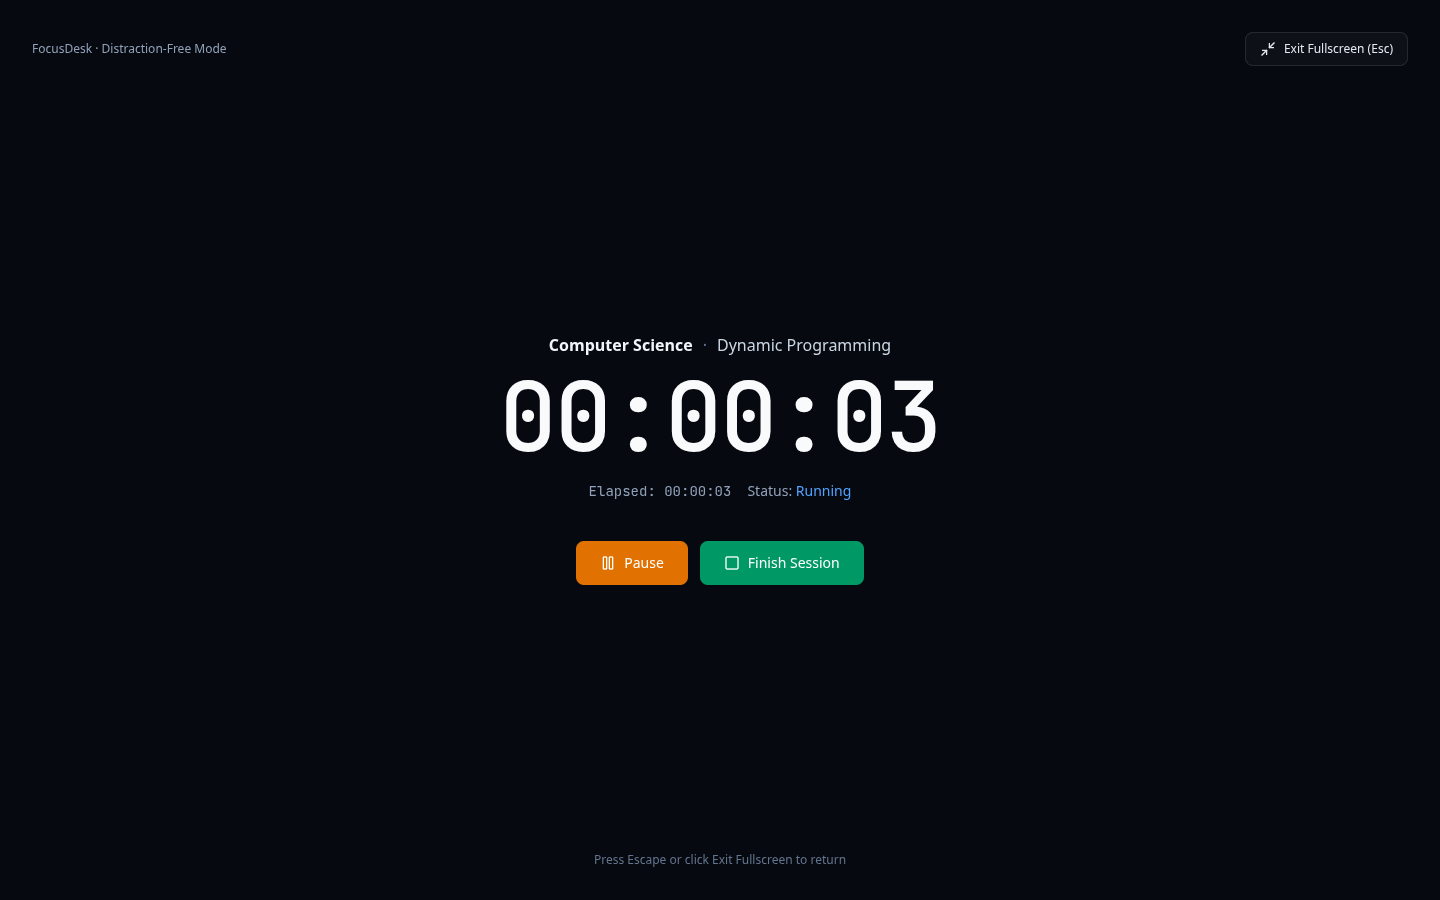 FocusDesk · Distraction-Free Mode
Exit Fullscreen (Esc)
Computer Science · Dynamic Programming
00:00:03
Elapsed: 00:00:03 Status: Running
Pause
Finish Session
Press Escape or click Exit Fullscreen to return